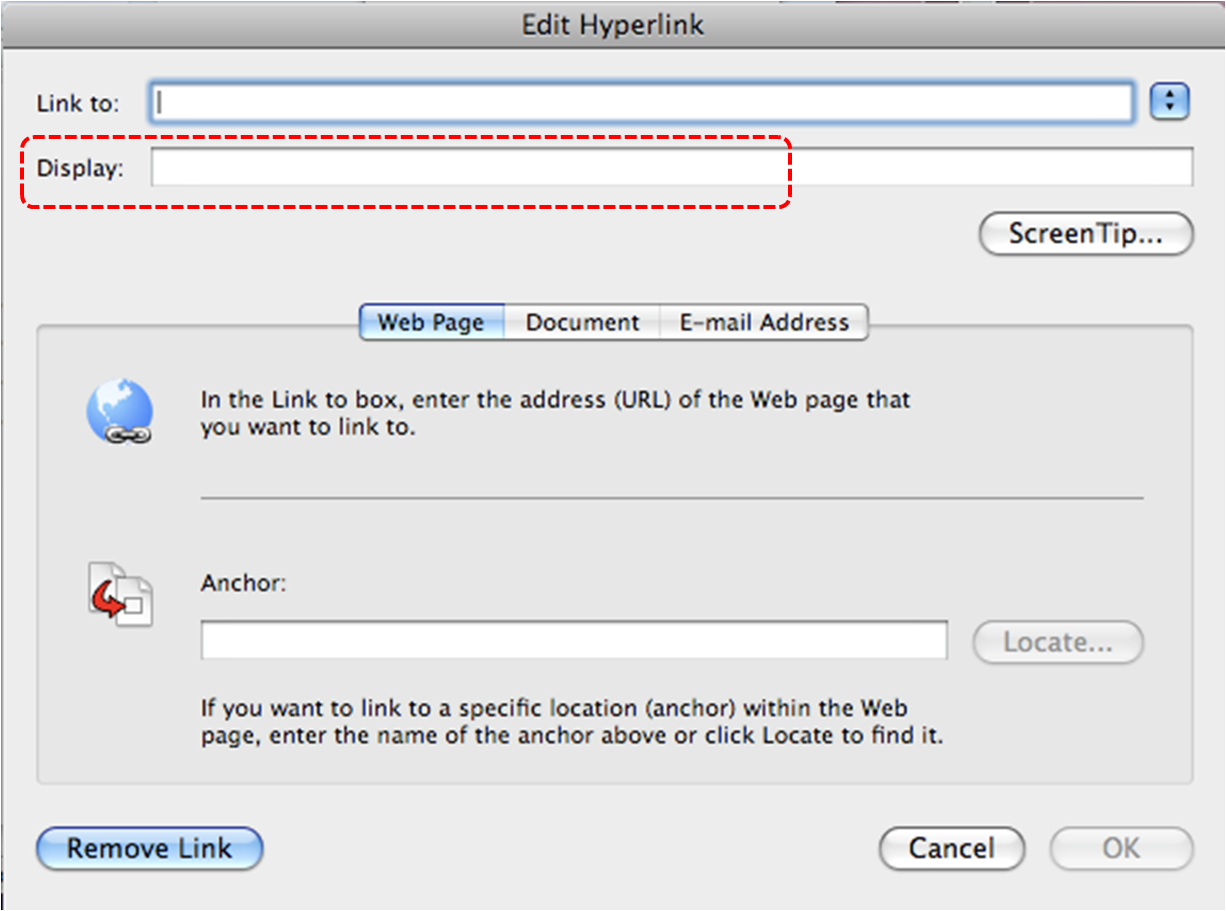 Edit Hyperlink
Link to:
Display:
ScreenTip...
Web Page Document E-mail Address
In the Link to box, enter the address (URL) of the Web page that
you want to link to.
Anchor:
Locate...
If you want to link to a specific location (anchor) within the Web
page, enter the name of the anchor above or click Locate to find it.
Remove Link Cancel OK